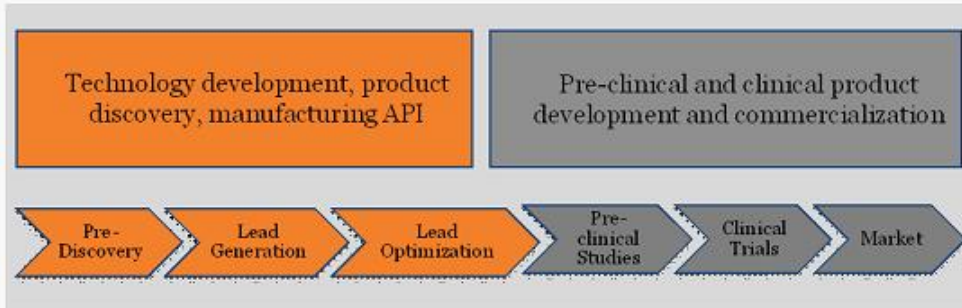 Technology development, product
discovery, manufacturing API
Pre-clinical and clinical product
development and commercialization
Pre-
Discovery
Lead
Generation
Lead
Optimization
Pre-
clinical
Studies
Clinical
Trials
Market